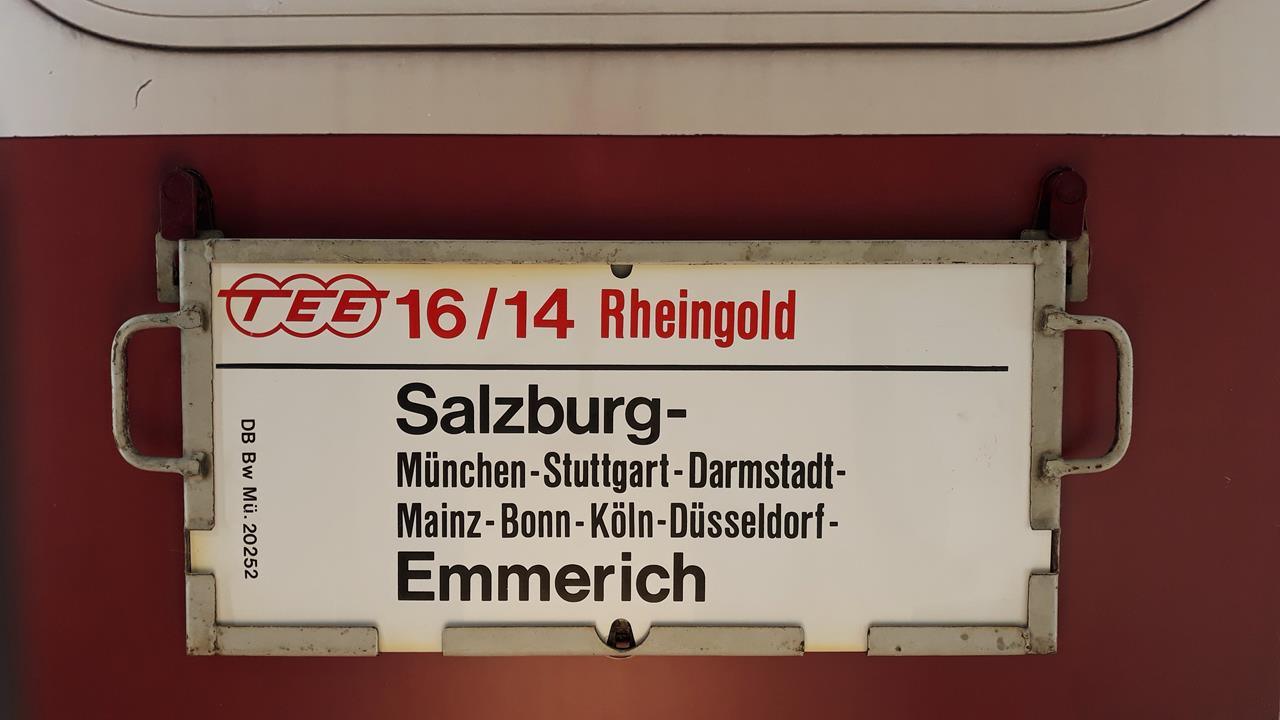 TEE 16/14 Rheingold
Salzburg-
München-Stuttgart-Darmstadt-
Mainz-Bonn-Köln-Düsseldorf-
Emmerich
DB Bw Mü. 20252